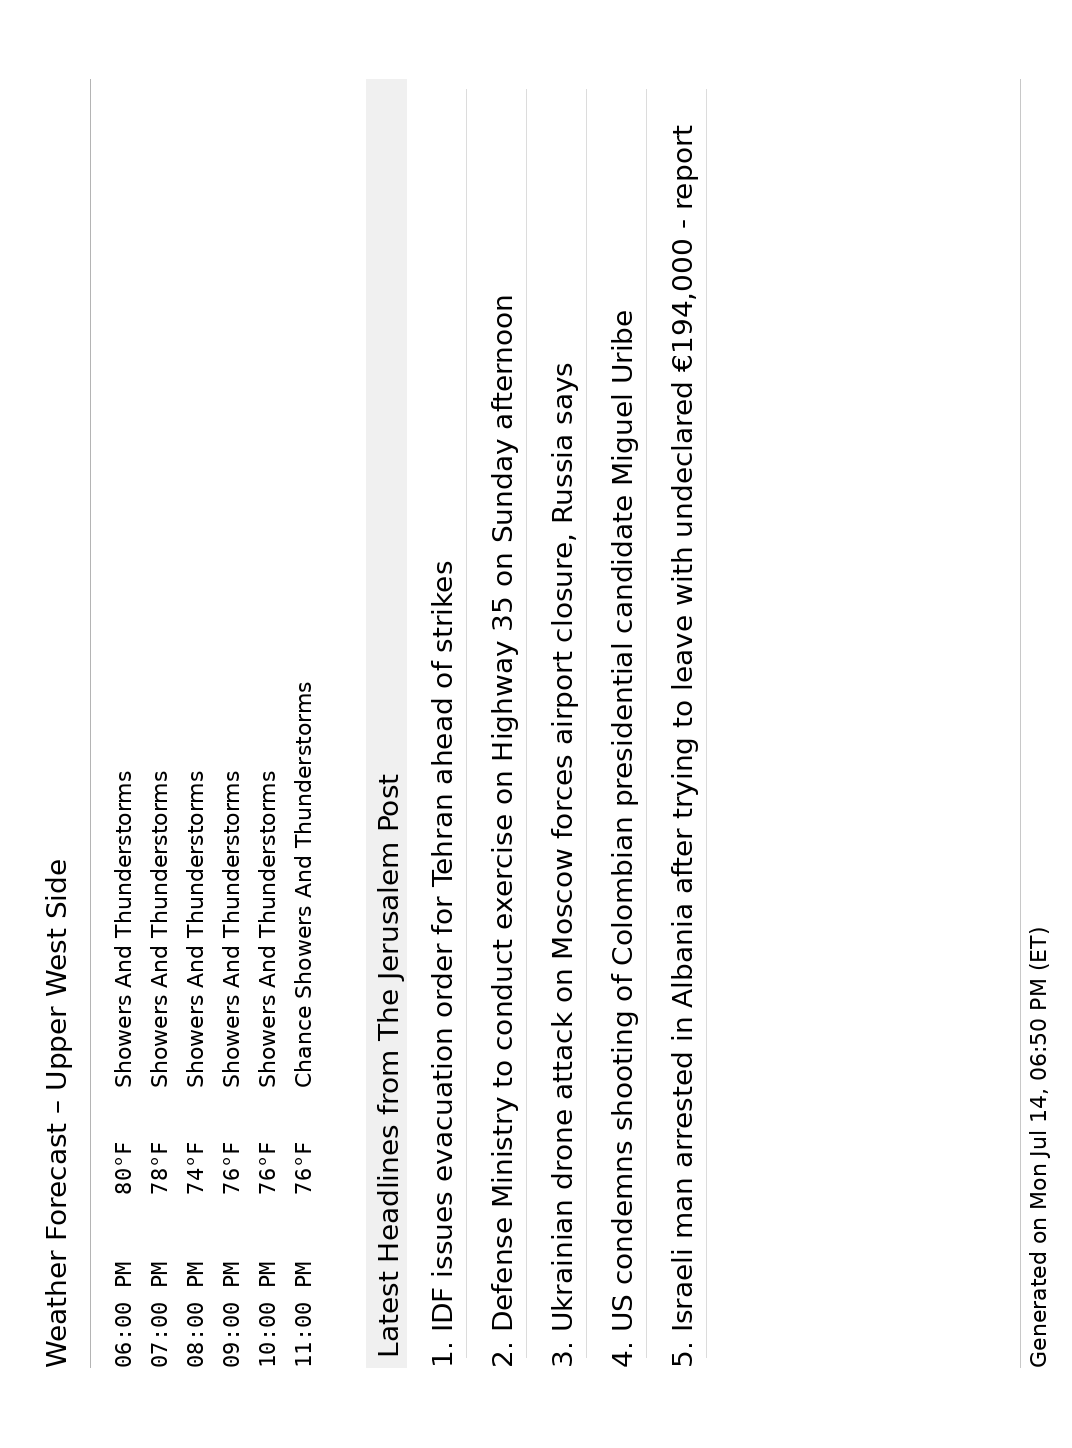 Weather Forecast – Upper West Side
06:00 PM 80°F Showers And Thunderstorms
07:00 PM 78°F Showers And Thunderstorms
08:00 PM 74°F Showers And Thunderstorms
09:00 PM 76°F Showers And Thunderstorms
10:00 PM 76°F Showers And Thunderstorms
11:00 PM 76°F Chance Showers And Thunderstorms
Latest Headlines from The Jerusalem Post
1. IDF issues evacuation order for Tehran ahead of strikes
2. Defense Ministry to conduct exercise on Highway 35 on Sunday afternoon
3. Ukrainian drone attack on Moscow forces airport closure, Russia says
4. US condemns shooting of Colombian presidential candidate Miguel Uribe
5. Israeli man arrested in Albania after trying to leave with undeclared €194,000 - report
Generated on Mon Jul 14, 06:50 PM (ET)